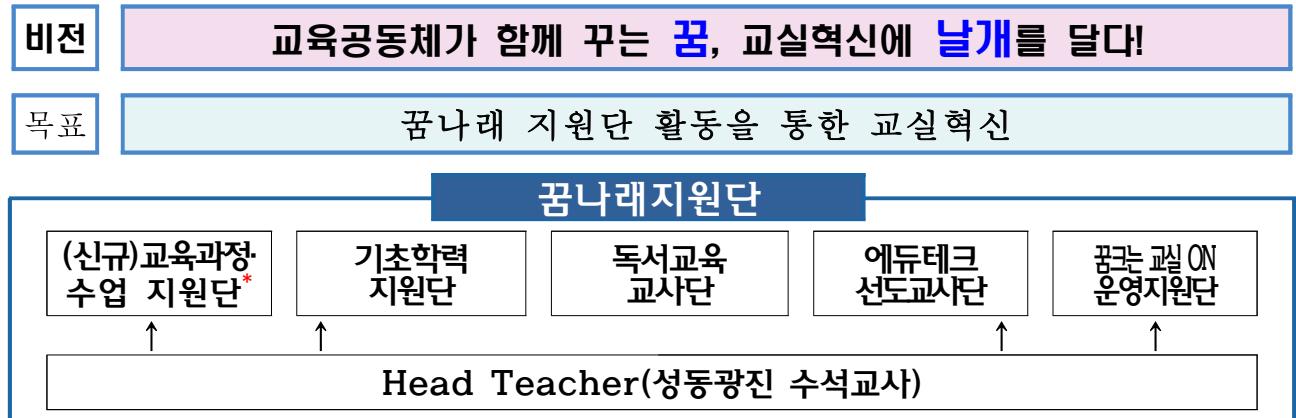 비전
교육공동체가 함께 꾸는 꿈, 교실혁신에 날개를 달다!
목표
꿈나래 지원단 활동을 통한 교실혁신
꿈나래지원단
(신규)교육과정·
수업 지원단*
기초학력
지원단
독서교육
교사단
에듀테크
선도교사단
꿈크는 교실 ON
운영지원단
↑ ↑ ↑ ↑
Head Teacher(성동광진 수석교사)